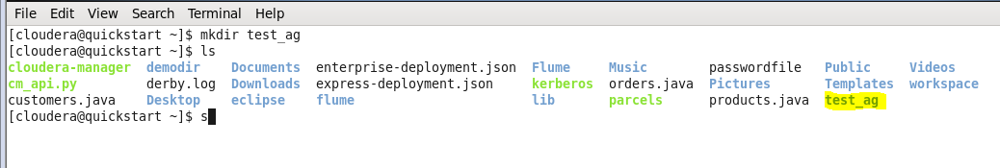 File Edit View Search Terminal Help
[cloudera@quickstart ~]$ mkdir test_ag
[cloudera@quickstart ~]$ ls
cloudera-manager demodir Documents enterprise-deployment.json Flume Music passwordfile Public Videos
cm_api.py derby.log Downloads express-deployment.json kerberos orders.java Pictures Templates workspace
customers.java Desktop eclipse flume lib parcels products.java test_ag
[cloudera@quickstart ~]$ s